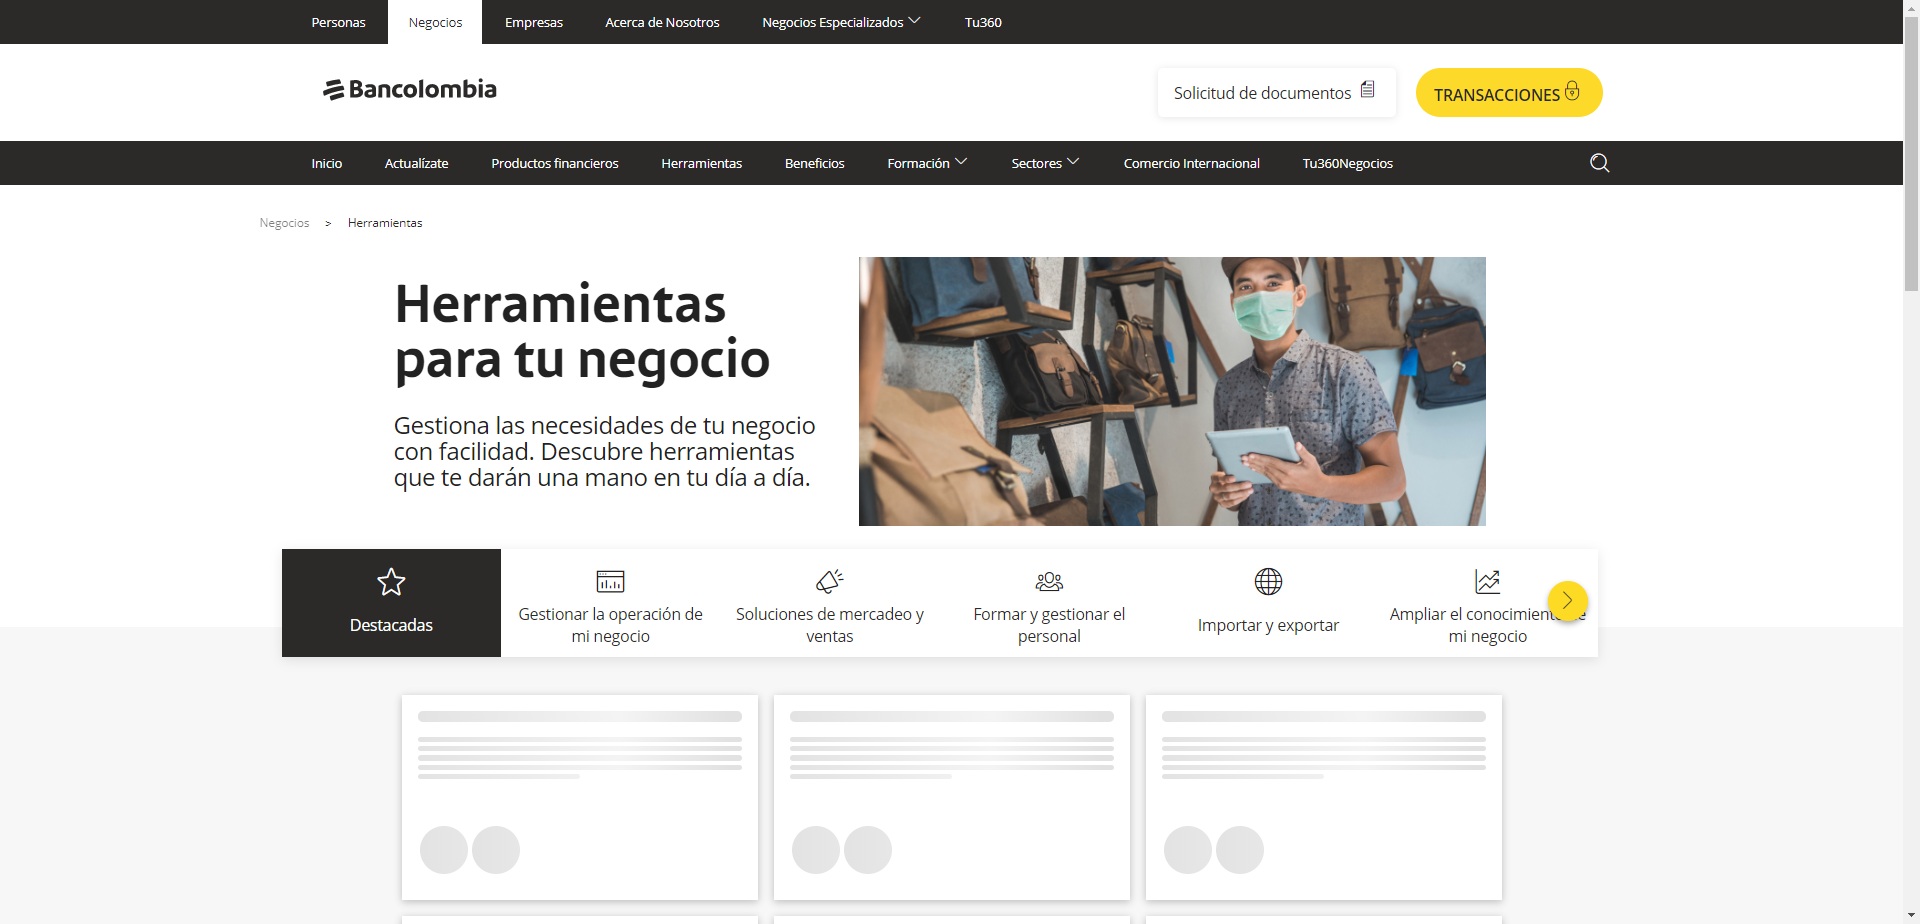 Personas
Negocios
Empresas
Acerca de Nosotros
Negocios Especializados
Tu360
Bancolombia
Solicitud de documentos
TRANSACCIONES
Inicio
Actualízate
Productos financieros
Herramientas
Beneficios
Formación
Sectores
Comercio Internacional
Tu360Negocios
Negocios > Herramientas
Herramientas
para tu negocio
Gestiona las necesidades de tu negocio
con facilidad. Descubre herramientas
que te darán una mano en tu día a día.
Destacadas
Gestionar la operación de
mi negocio
Soluciones de mercadeo y
ventas
Formar y gestionar el
personal
Importar y exportar
Ampliar el conocimiento de
mi negocio